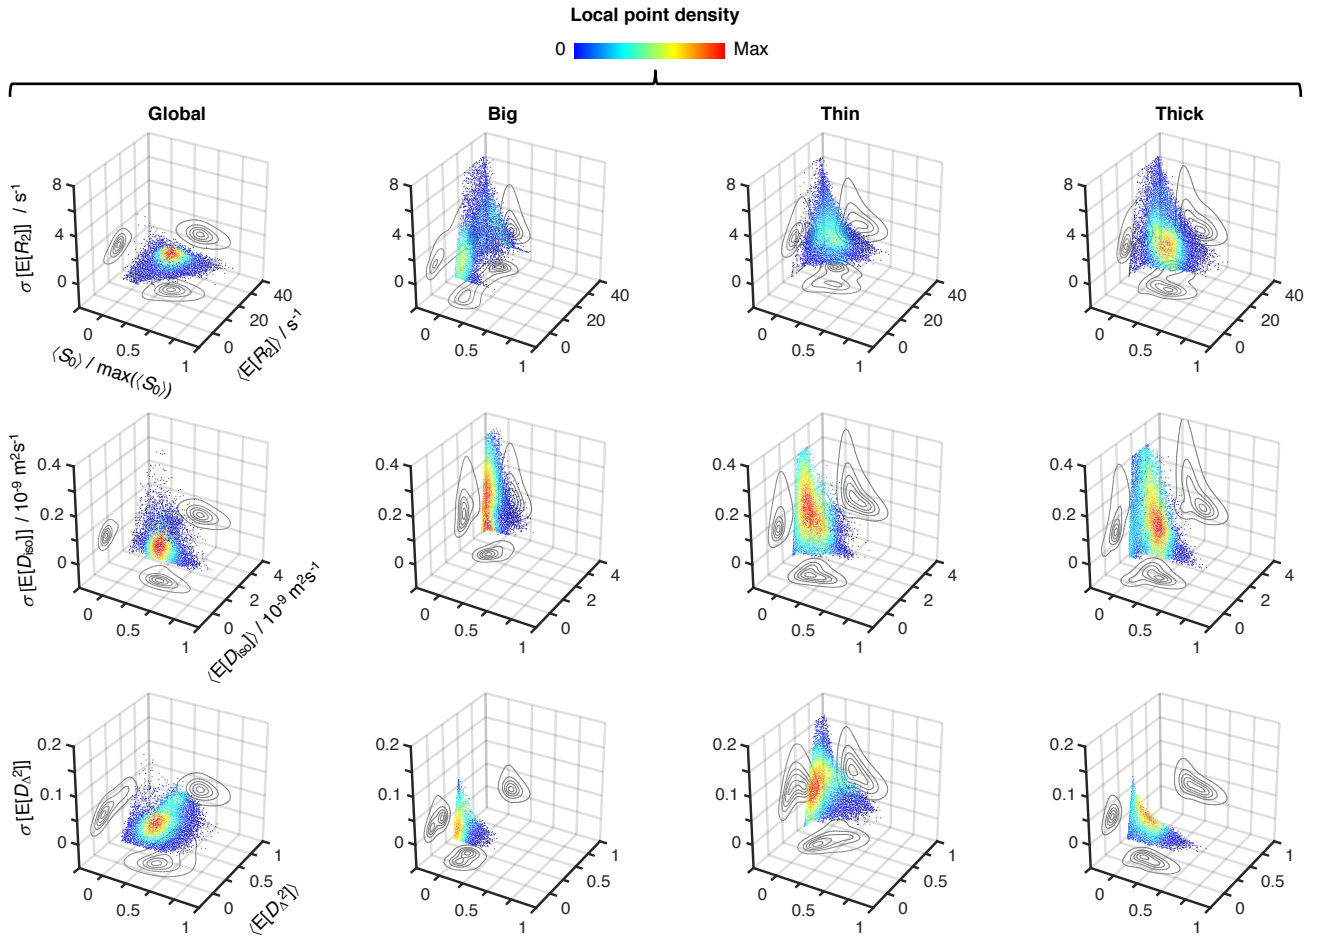 Local point density
0 Max
Global Big Thin Thick
8 8 8 8
4 4 4 4
0 0 0 0
40 40 40 40
20 20 20 20
0 0 0 0
0 0 0 0
0.5 0.5 0.5 0.5
1 1 1 1
σ [E[R₂]] / s⁻¹
⟨S₀⟩ / max(⟨S₀⟩)
⟨E[R₂]⟩ / s⁻¹
0.4 0.4 0.4 0.4
0.2 0.2 0.2 0.2
0 0 0 0
4 4 4 4
2 2 2 2
0 0 0 0
0 0 0 0
0.5 0.5 0.5 0.5
1 1 1 1
σ [E[D_iso]] / 10⁻⁹ m²s⁻¹
⟨E[D_iso]⟩ / 10⁻⁹ m²s⁻¹
0.2 0.2 0.2 0.2
0.1 0.1 0.1 0.1
0 0 0 0
1 1 1 1
0.5 0.5 0.5 0.5
0 0 0 0
0 0 0 0
0.5 0.5 0.5 0.5
1 1 1 1
σ [E[D_Δ²]]
⟨E[D_Δ²]⟩